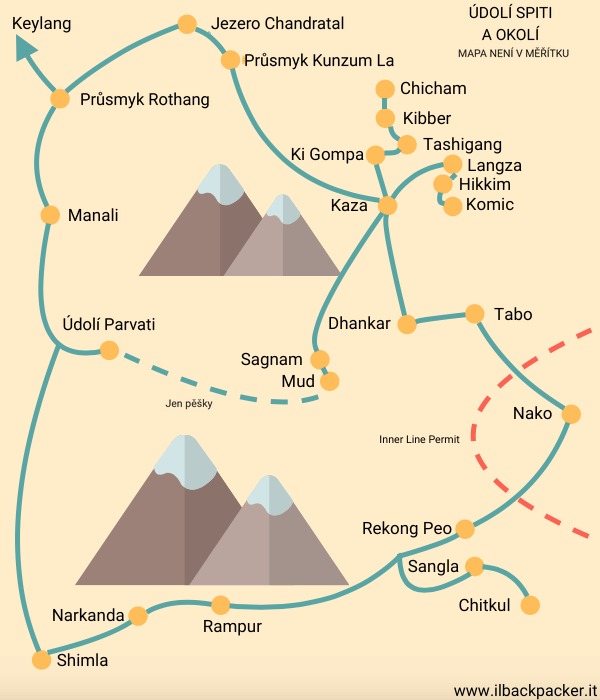 ÚDOLÍ SPITI
A OKOLÍ
MAPA NENÍ V MĚŘÍTKU
Keylang
Jezero Chandratal
Průsmyk Kunzum La
Průsmyk Rothang
Chicham
Kibber
Tashigang
Ki Gompa
Langza
Hikkim
Komic
Kaza
Manali
Údolí Parvati
Dhankar
Tabo
Sagnam
Mud
Jen pěšky
Nako
Inner Line Permit
Rekong Peo
Sangla
Chitkul
Narkanda
Rampur
Shimla
www.ilbackpacker.it